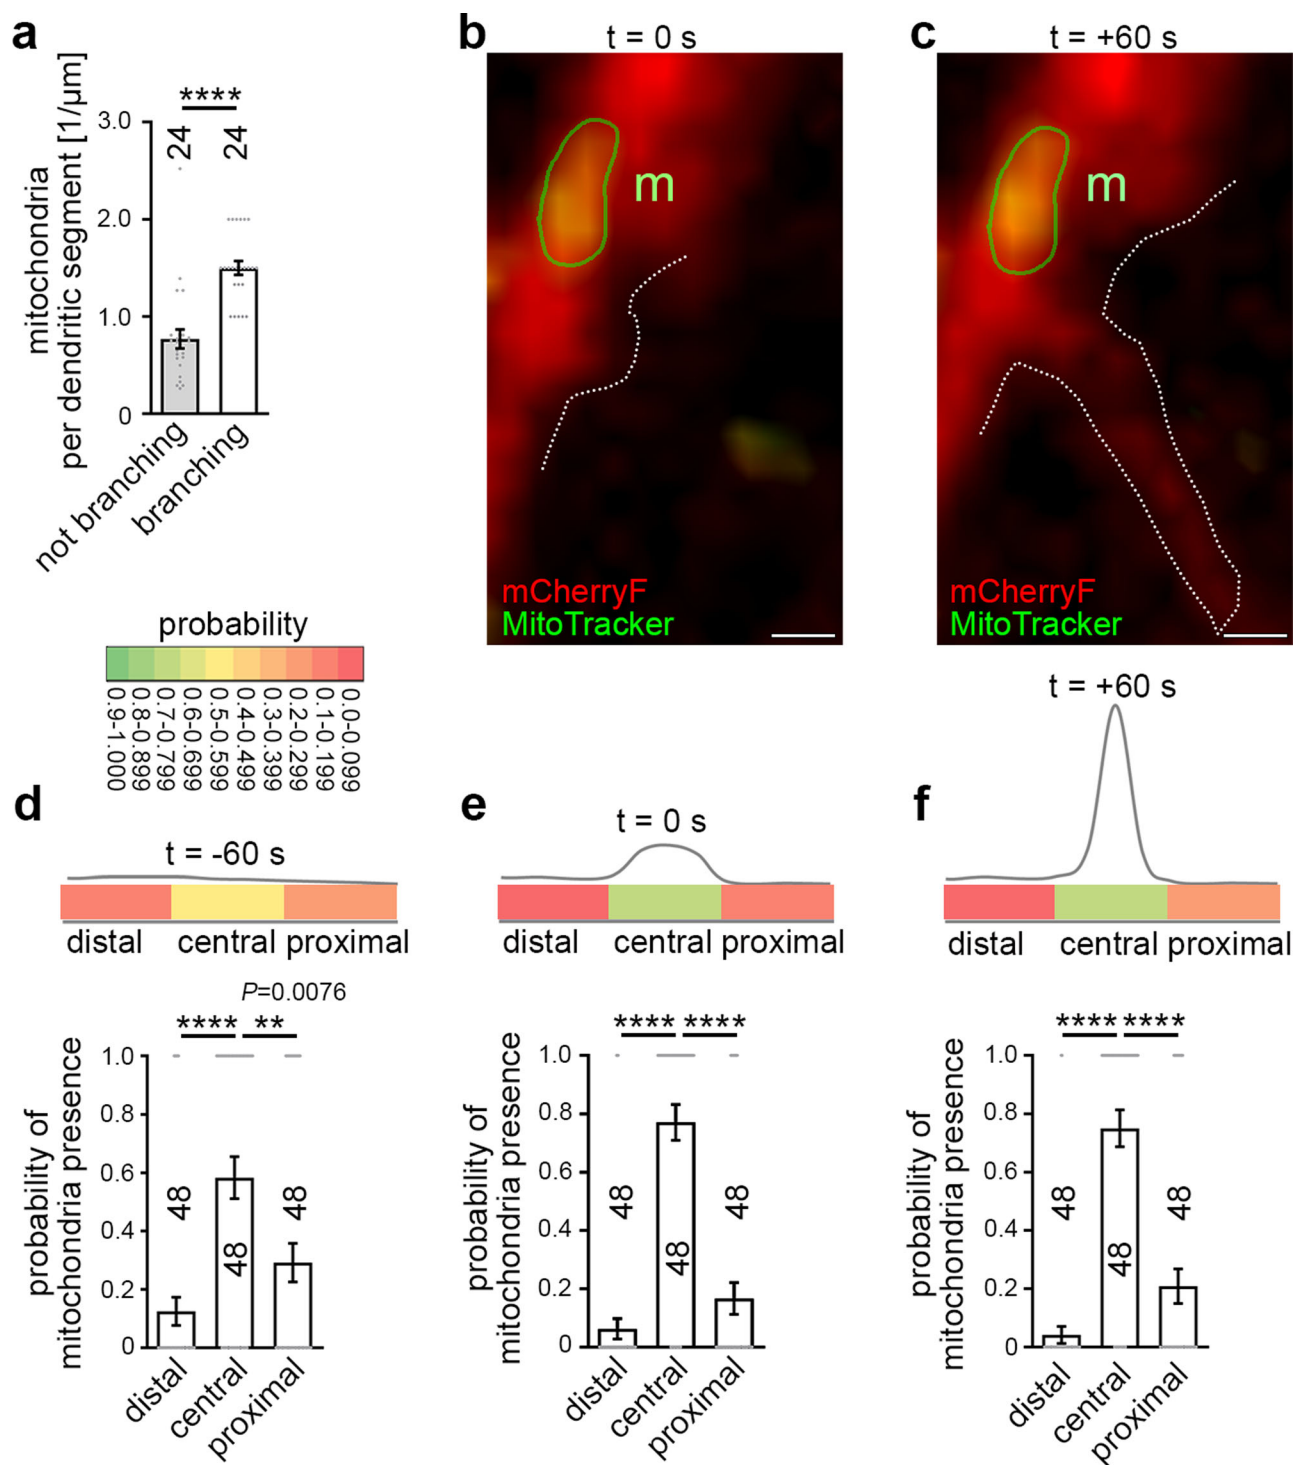 a
****
mitochondria
per dendritic segment [1/µm]
3.0
2.0
1.0
0
24
24
not branching
branching
b
t = 0 s
m
mCherryF
MitoTracker
c
t = +60 s
m
mCherryF
MitoTracker
probability
0.9-1.000
0.8-0.899
0.7-0.799
0.6-0.699
0.5-0.599
0.4-0.499
0.3-0.399
0.2-0.299
0.1-0.199
0.0-0.099
d
t = -60 s
distal central proximal
P=0.0076
**** **
probability of
mitochondria presence
1.0
0.8
0.6
0.4
0.2
0
48
48
48
distal
central
proximal
e
t = 0 s
distal central proximal
**** ****
probability of
mitochondria presence
1.0
0.8
0.6
0.4
0.2
0
48
48
48
distal
central
proximal
f
t = +60 s
distal central proximal
**** ****
probability of
mitochondria presence
1.0
0.8
0.6
0.4
0.2
0
48
48
48
distal
central
proximal